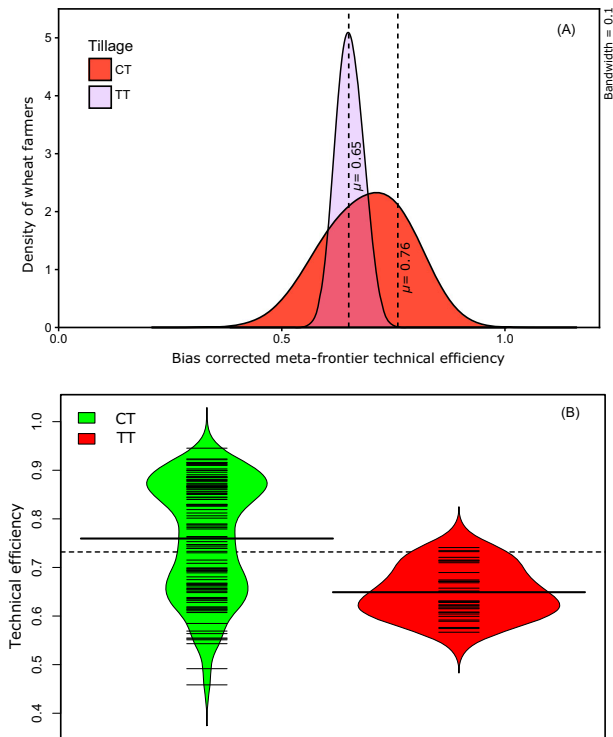 (A)
Tillage
CT
TT
Bandwidth = 0.1
Density of wheat farmers
5
4
3
2
1
0
μ= 0.65
μ= 0.76
0.0
0.5
1.0
Bias corrected meta-frontier technical efficiency
(B)
CT
TT
Technical efficiency
1.0
0.9
0.8
0.7
0.6
0.5
0.4